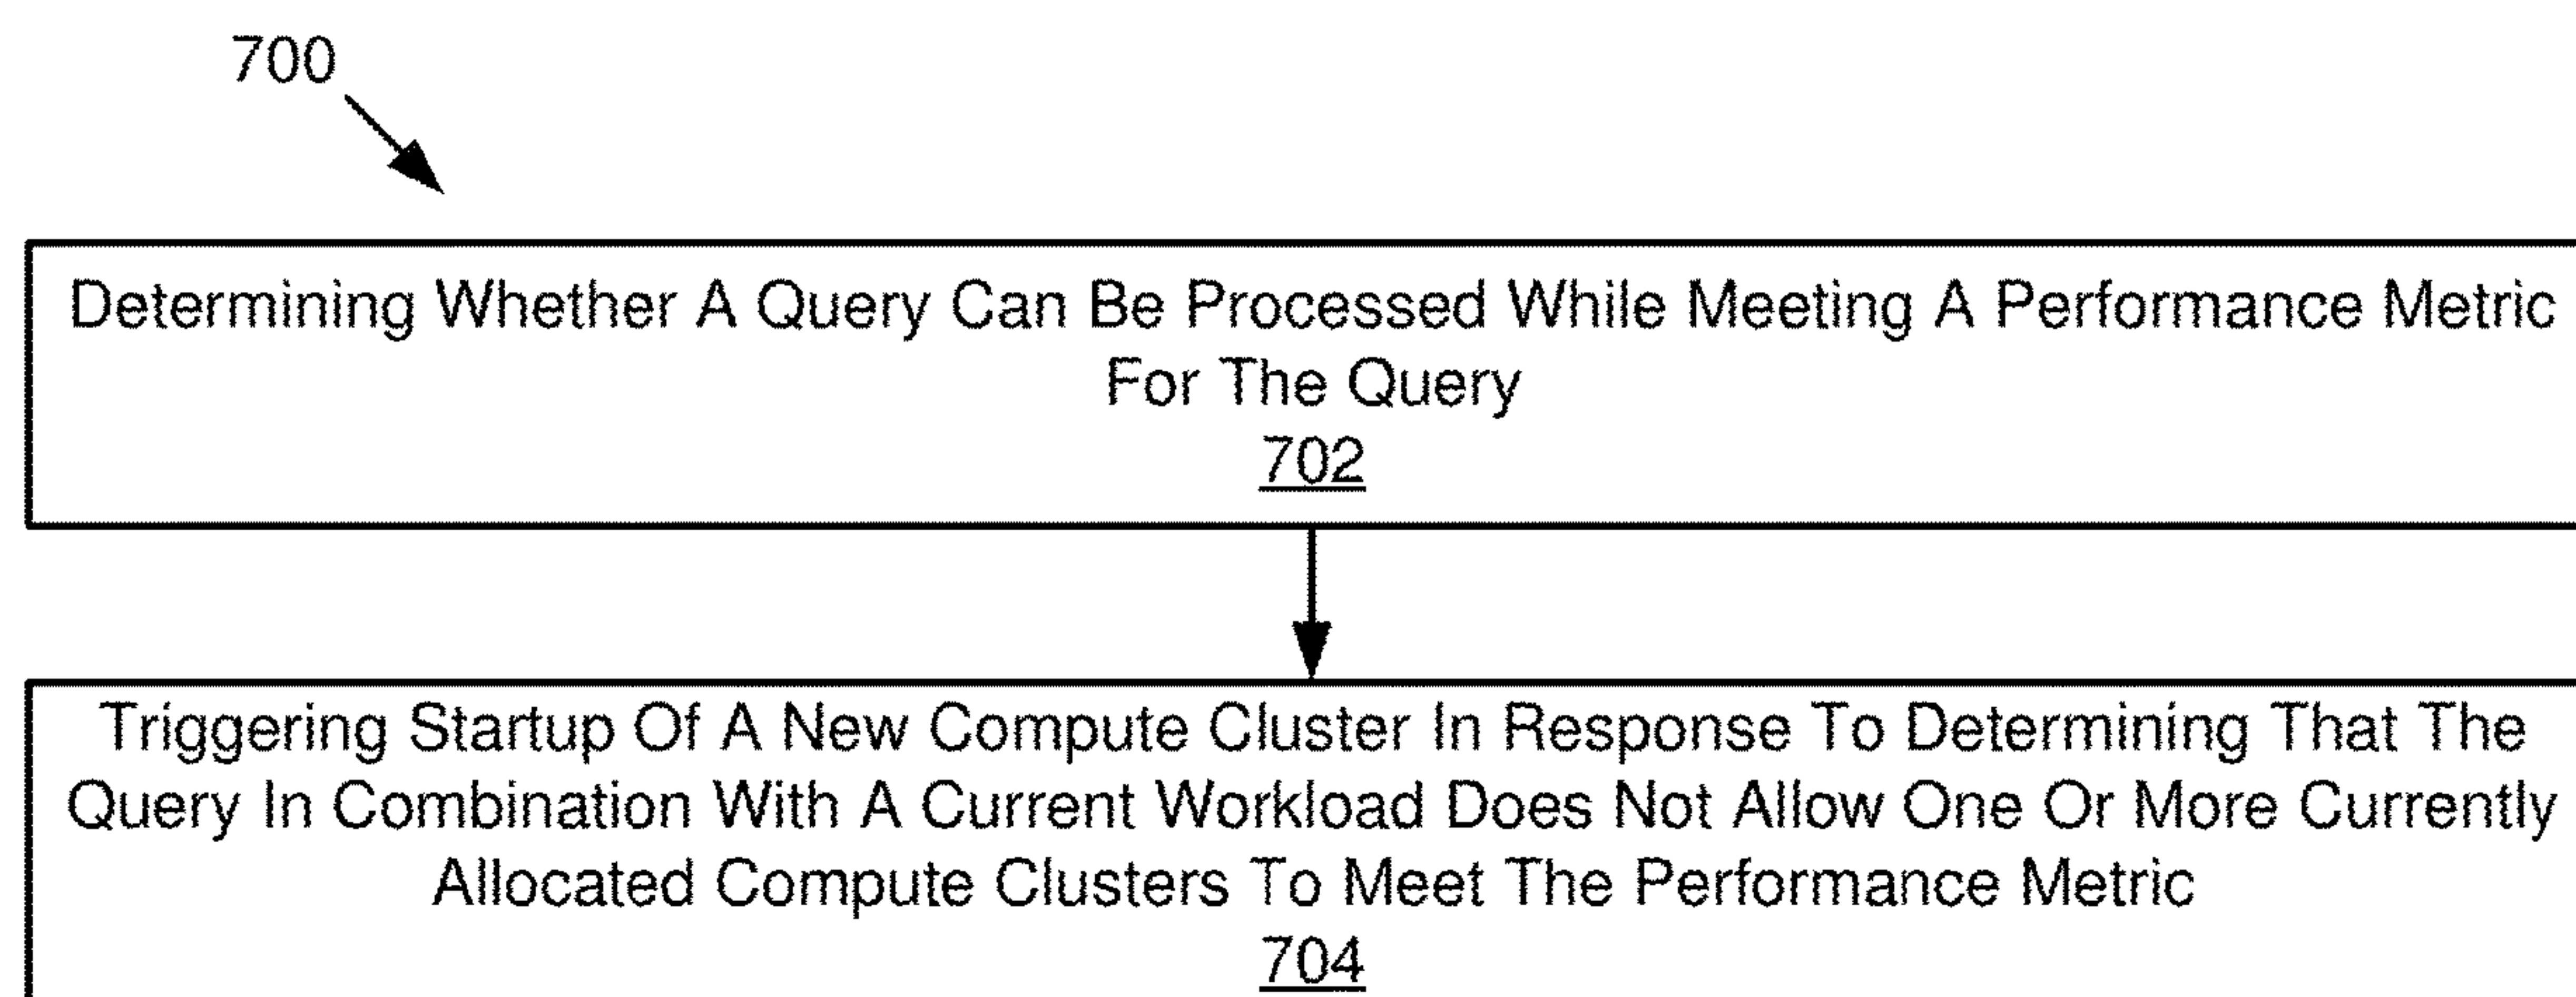 700
Determining Whether A Query Can Be Processed While Meeting A Performance Metric
For The Query
702
Triggering Startup Of A New Compute Cluster In Response To Determining That The
Query In Combination With A Current Workload Does Not Allow One Or More Currently
Allocated Compute Clusters To Meet The Performance Metric
704